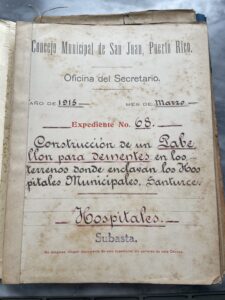 Concejo Municipal de San Juan, Puerto Rico.
Oficina del Secretario.
AÑO DE 1915 MES DE Marzo
Expediente No. 68.
Construcción de un Pabe
llon para dementes en los
terrenos donde enclavan los Hos
pitales Municipales, Santurce.
Hospitales.
Subasta.